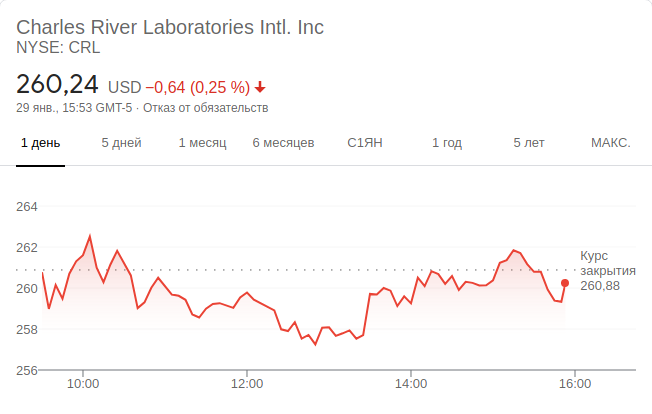 Charles River Laboratories Intl. Inc
NYSE: CRL
260,24 USD −0,64 (0,25 %)
29 янв., 15:53 GMT-5 · Отказ от обязательств
1 день 5 дней 1 месяц 6 месяцев С1ЯН 1 год 5 лет МАКС.
264
262
260
258
256
Курс
закрытия
260,88
10:00 12:00 14:00 16:00